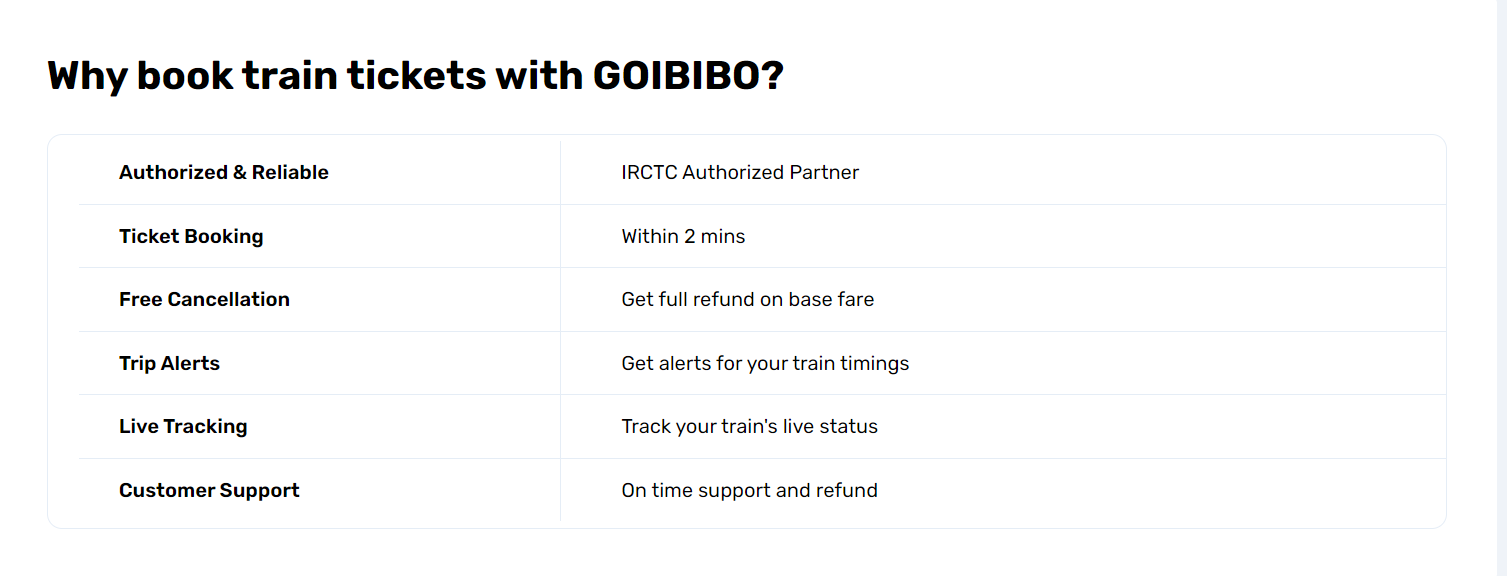 Why book train tickets with GOIBIBO?
Authorized & Reliable IRCTC Authorized Partner
Ticket Booking Within 2 mins
Free Cancellation Get full refund on base fare
Trip Alerts Get alerts for your train timings
Live Tracking Track your train's live status
Customer Support On time support and refund